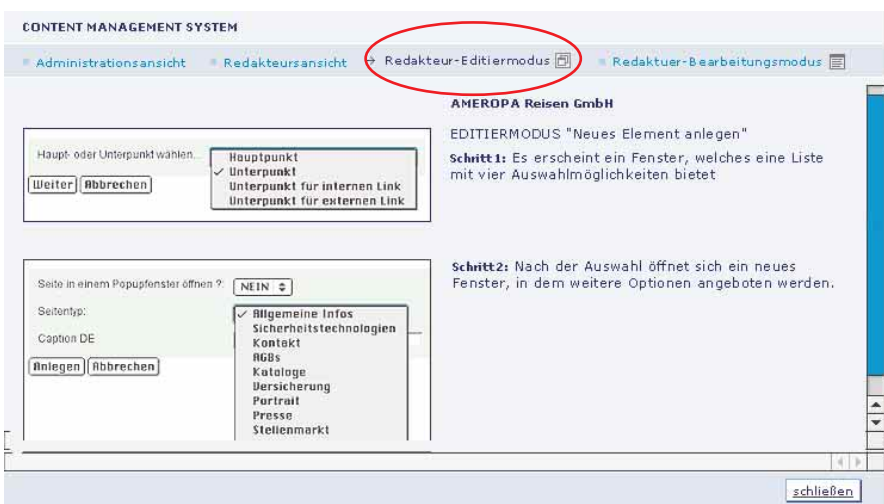 CONTENT MANAGEMENT SYSTEM
Administrationsansicht Redakteursansicht → Redakteur-Editiermodus Redaktuer-Bearbeitungsmodus
AMEROPA Reisen GmbH
EDITIERMODUS "Neues Element anlegen"
Schritt 1: Es erscheint ein Fenster, welches eine Liste
mit vier Auswahlmöglichkeiten bietet
Haupt- oder Unterpunkt wählen...
Hauptpunkt
✓ Unterpunkt
Unterpunkt für internen Link
Unterpunkt für externen Link
Weiter Abbrechen
Schritt2: Nach der Auswahl öffnet sich ein neues
Fenster, in dem weitere Optionen angeboten werden.
Seite in einem Popupfenster öffnen ?: NEIN
Seitentyp:
✓ Allgemeine Infos
Sicherheitstechnologien
Kontakt
AGBs
Kataloge
Versicherung
Portrait
Presse
Stellenmarkt
Caption DE
Anlegen Abbrechen
schließen